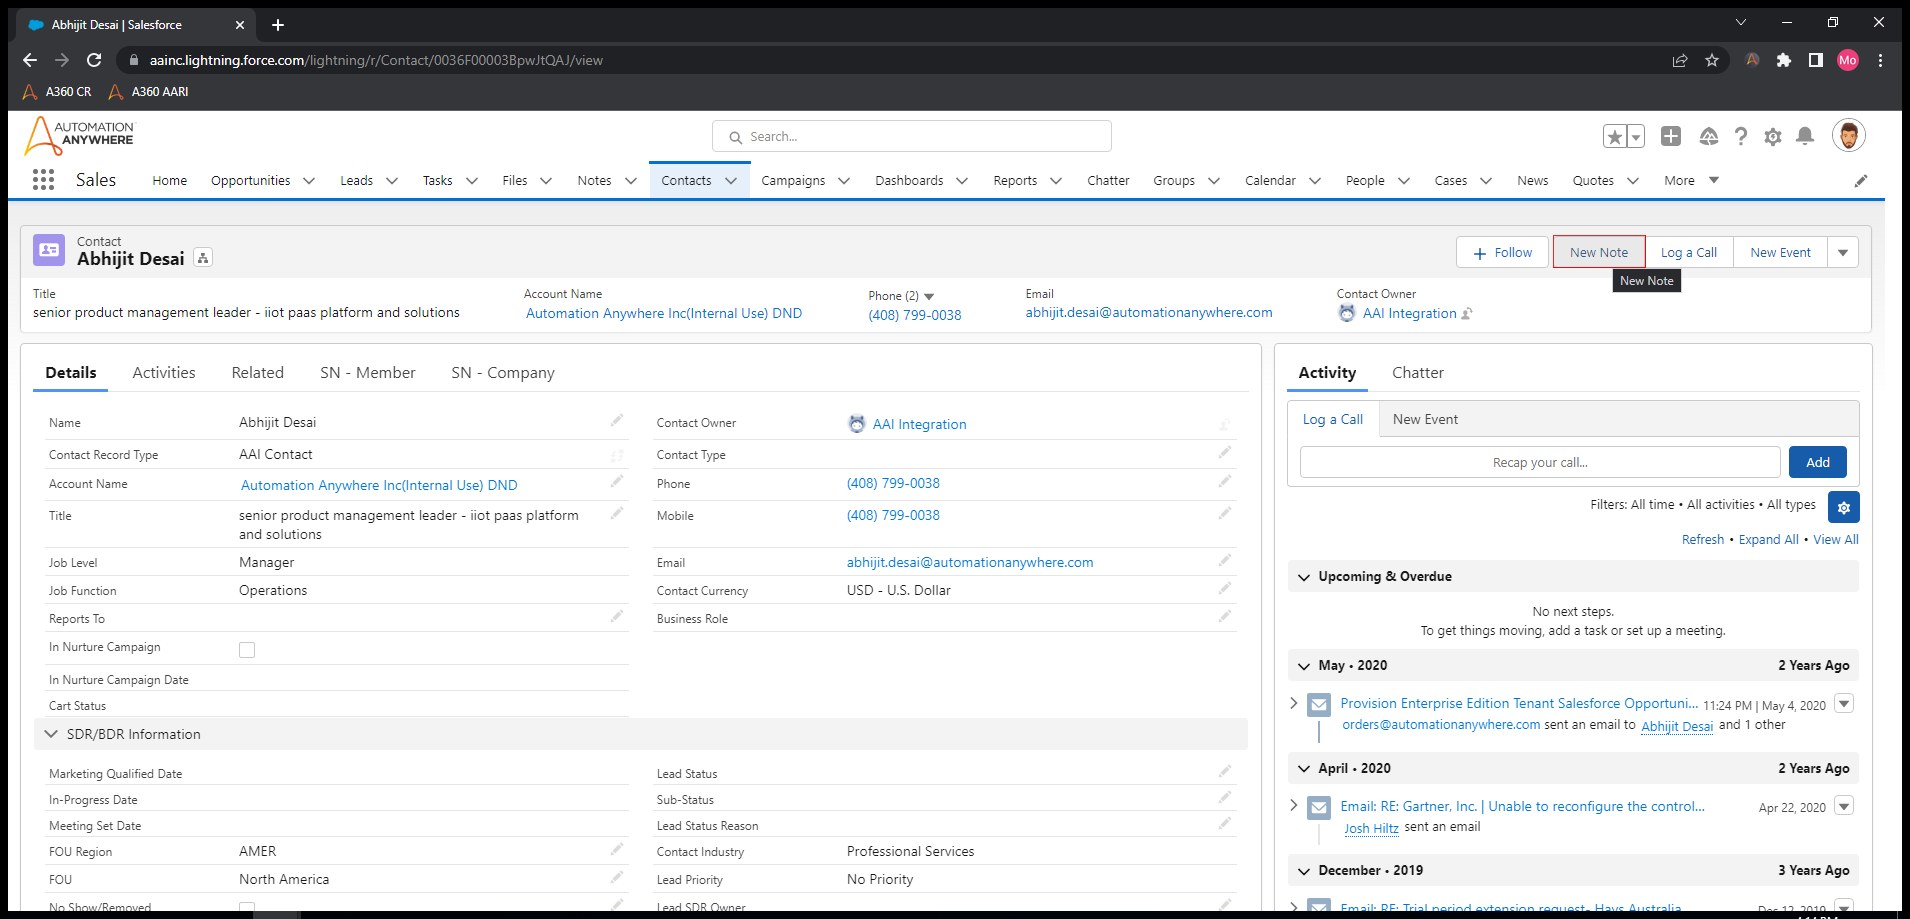 Abhijit Desai | Salesforce
aainc.lightning.force.com/lightning/r/Contact/0036F00003BpwJtQAJ/view
Mo
A360 CR A360 AARI
AUTOMATION
ANYWHERE
Search...
Sales Home Opportunities Leads Tasks Files Notes Contacts Campaigns Dashboards Reports Chatter Groups Calendar People Cases News Quotes More
Contact
Abhijit Desai
+ Follow New Note Log a Call New Event
New Note
Title Account Name Phone (2) Email Contact Owner
senior product management leader - iiot paas platform and solutions Automation Anywhere Inc(Internal Use) DND (408) 799-0038 abhijit.desai@automationanywhere.com AAI Integration
Details Activities Related SN - Member SN - Company
Name Abhijit Desai Contact Owner AAI Integration
Contact Record Type AAI Contact Contact Type
Account Name Automation Anywhere Inc(Internal Use) DND Phone (408) 799-0038
Title senior product management leader - iiot paas platform Mobile (408) 799-0038
and solutions
Job Level Manager Email abhijit.desai@automationanywhere.com
Job Function Operations Contact Currency USD - U.S. Dollar
Reports To Business Role
In Nurture Campaign
In Nurture Campaign Date
Cart Status
SDR/BDR Information
Marketing Qualified Date Lead Status
In-Progress Date Sub-Status
Meeting Set Date Lead Status Reason
FOU Region AMER Contact Industry Professional Services
FOU North America Lead Priority No Priority
No Show/Removed Lead SDR Owner
Activity Chatter
Log a Call New Event
Recap your call... Add
Filters: All time • All activities • All types
Refresh • Expand All • View All
Upcoming & Overdue
No next steps.
To get things moving, add a task or set up a meeting.
May • 2020 2 Years Ago
Provision Enterprise Edition Tenant Salesforce Opportuni... 11:24 PM | May 4, 2020
orders@automationanywhere.com sent an email to Abhijit Desai and 1 other
April • 2020 2 Years Ago
Email: RE: Gartner, Inc. | Unable to reconfigure the control... Apr 22, 2020
Josh Hiltz sent an email
December • 2019 3 Years Ago
Email: RE: Trial period extension request- Hays Australia Dec 12, 2019